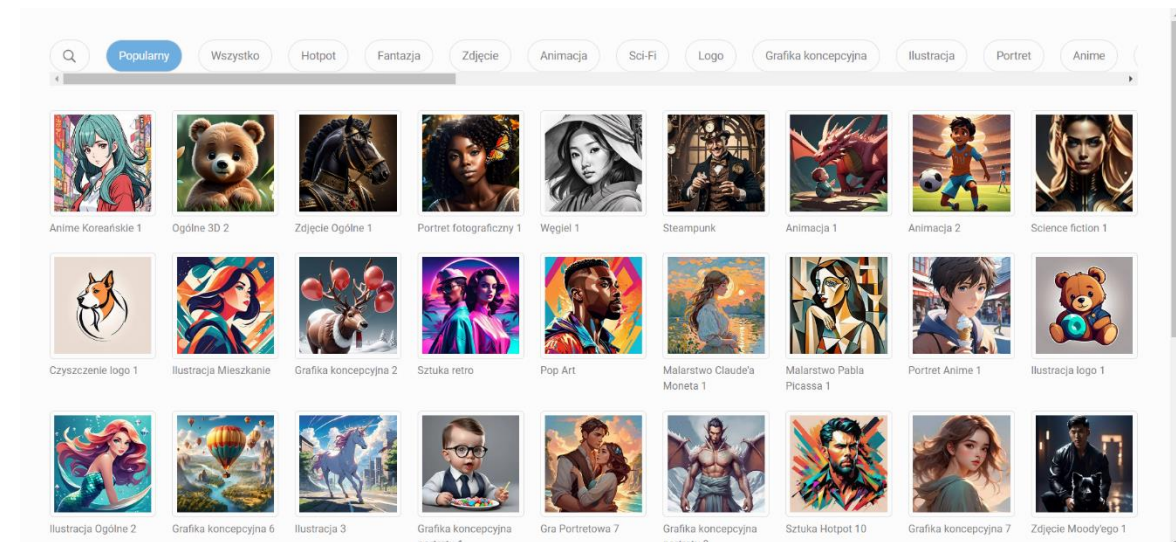 Popularny
Wszystko
Hotpot
Fantazja
Zdjęcie
Animacja
Sci-Fi
Logo
Grafika koncepcyjna
Ilustracja
Portret
Anime
Anime Koreańskie 1
Ogólne 3D 2
Zdjęcie Ogólne 1
Portret fotograficzny 1
Węgiel 1
Steampunk
Animacja 1
Animacja 2
Science fiction 1
Czyszczenie logo 1
Ilustracja Mieszkanie
Grafika koncepcyjna 2
Sztuka retro
Pop Art
Malarstwo Claude'a
Moneta 1
Malarstwo Pabla
Picassa 1
Portret Anime 1
Ilustracja logo 1
Ilustracja Ogólne 2
Grafika koncepcyjna 6
Ilustracja 3
Grafika koncepcyjna
Gra Portretowa 7
Grafika koncepcyjna
Sztuka Hotpot 10
Grafika koncepcyjna 7
Zdjęcie Moody'ego 1